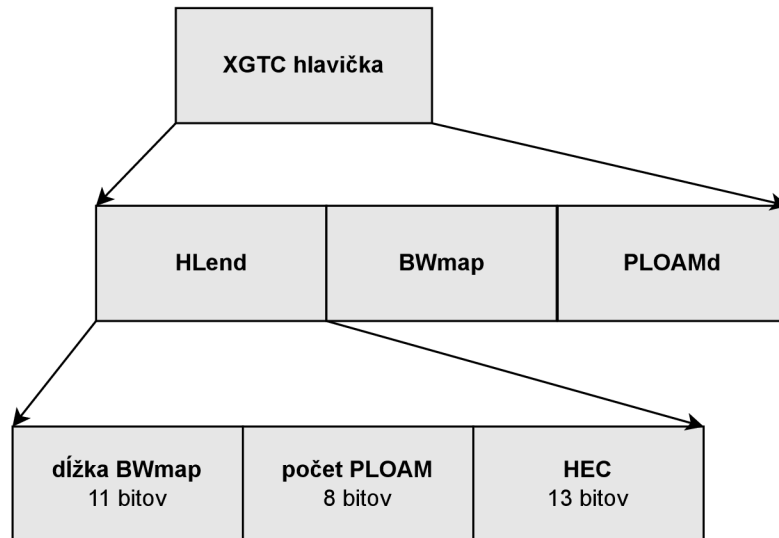 XGTC hlavička
HLend
BWmap
PLOAMd
dĺžka BWmap
11 bitov
počet PLOAM
8 bitov
HEC
13 bitov